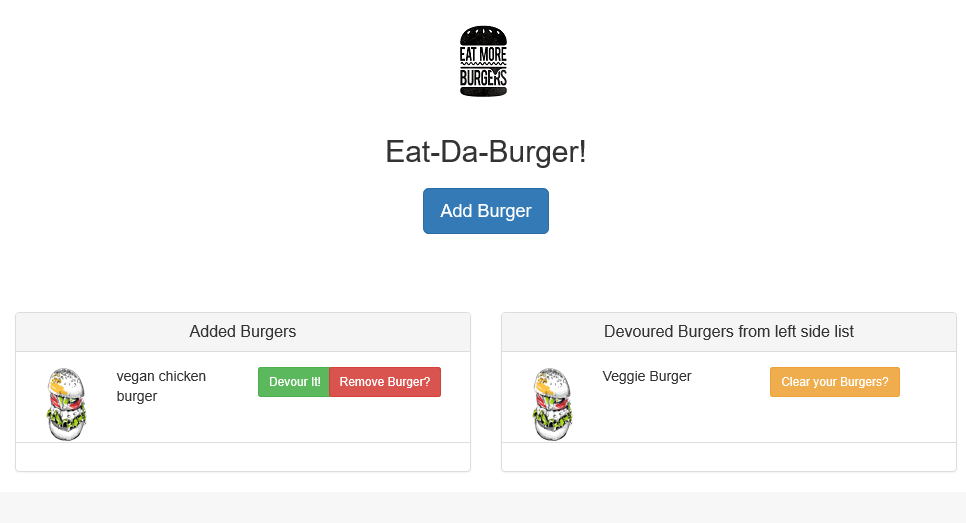 EAT MORE
BURGERS
Eat-Da-Burger!
Add Burger
Added Burgers
vegan chicken
burger
Devour It!
Remove Burger?
Devoured Burgers from left side list
Veggie Burger
Clear your Burgers?